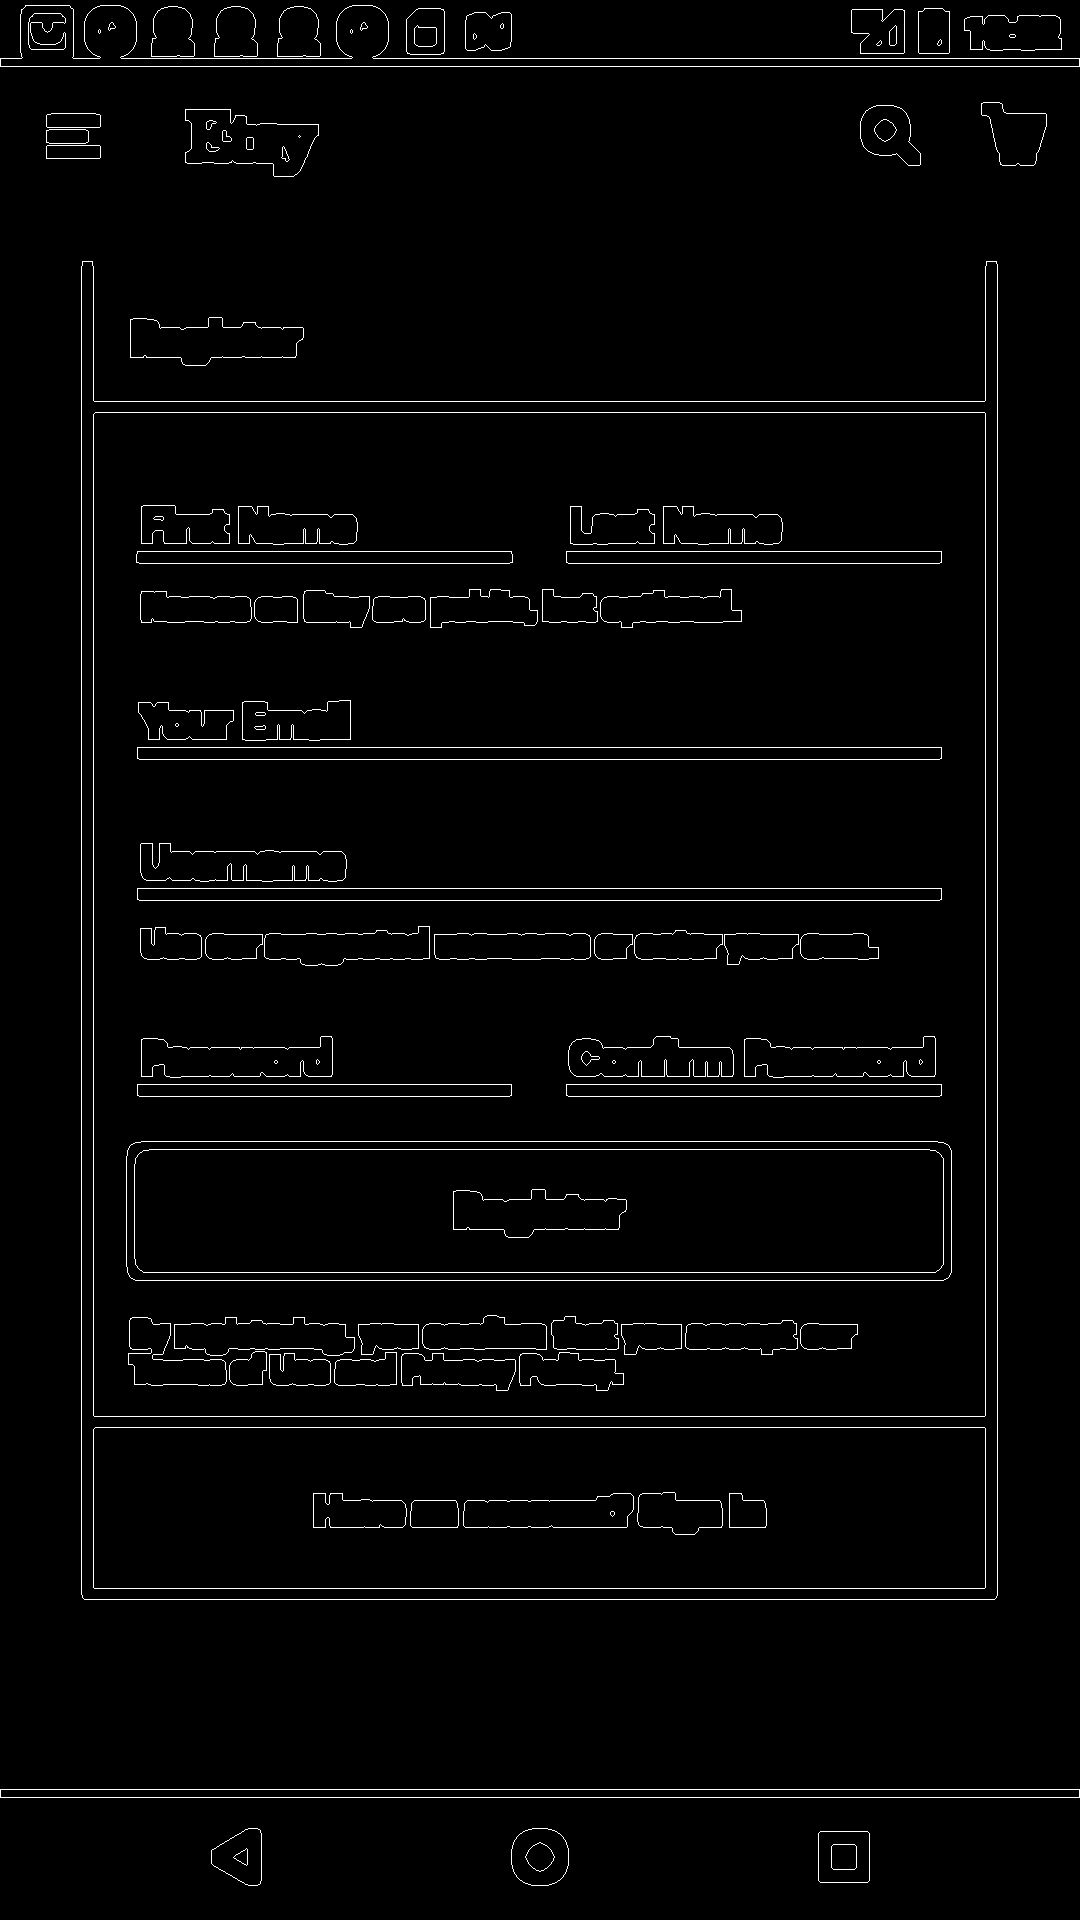 Etsy
Register
First Name Last Name
Names on Etsy are public, but optional.
Your Email
Username
Use our suggested username or enter your own.
Password Confirm Password
Register
By registering, you confirm that you accept our
Terms of Use and Privacy Policy.
Have an account? Sign In